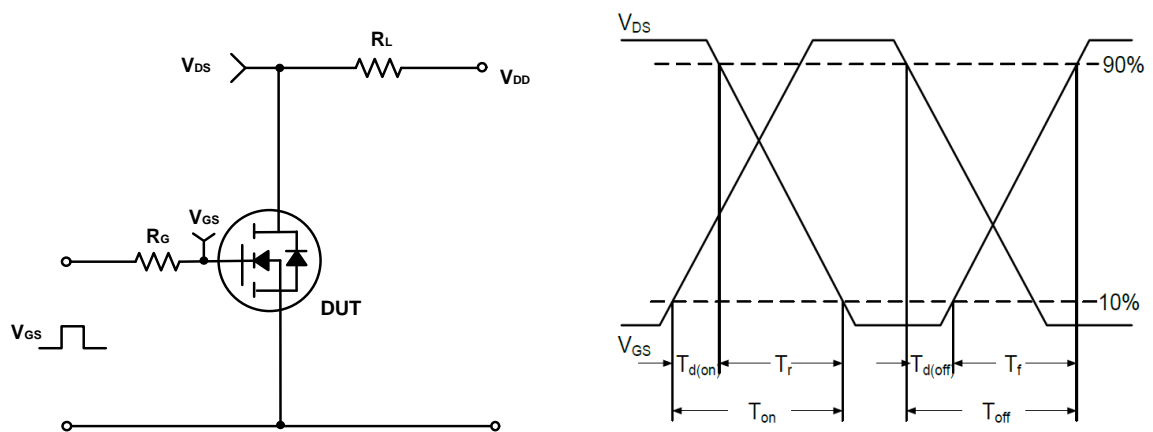 RL
VDS
VDD
VGS
RG
DUT
VGS
VDS
90%
10%
VGS
Td(on)
Tr
Td(off)
Tf
Ton
Toff